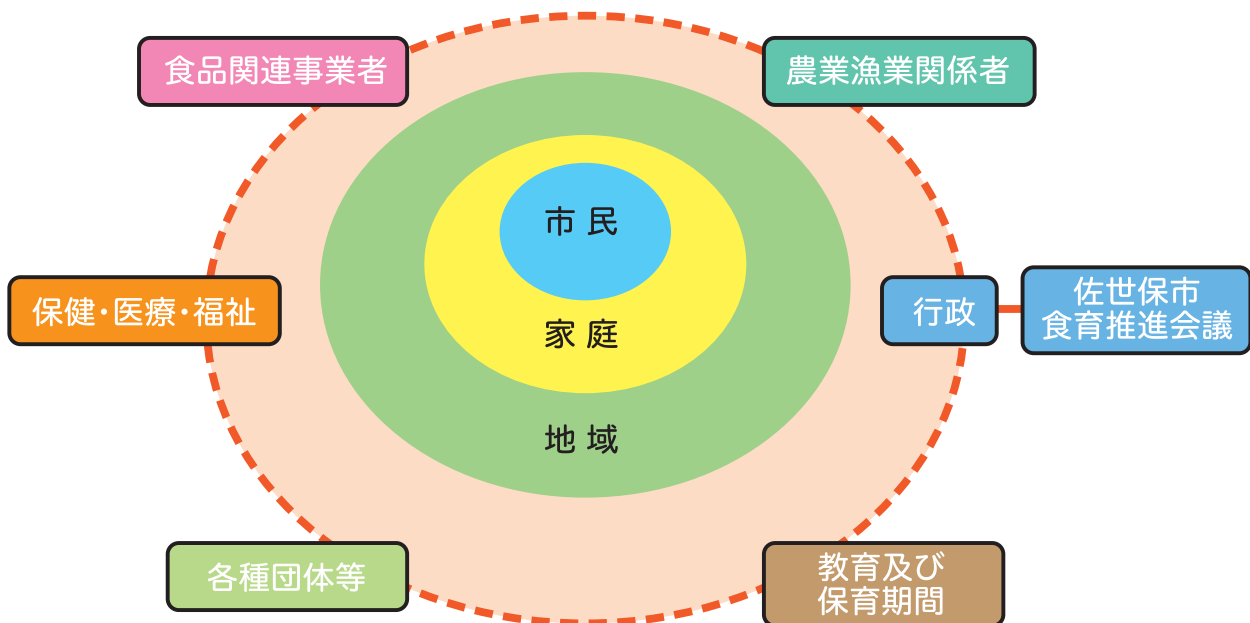 食品関連事業者
農業漁業関係者
市民
家庭
地域
保健・医療・福祉
行政
佐世保市
食育推進会議
各種団体等
教育及び
保育期間